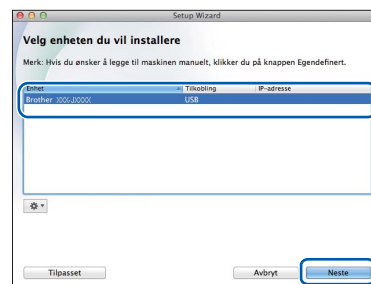 Setup Wizard
Velg enheten du vil installere
Merk: Hvis du ønsker å legge til maskinen manuelt, klikker du på knappen Egendefinert.
Enhet Tilkobling IP-adresse
Brother XXX-JXXXX USB
Tilpasset Avbryt Neste